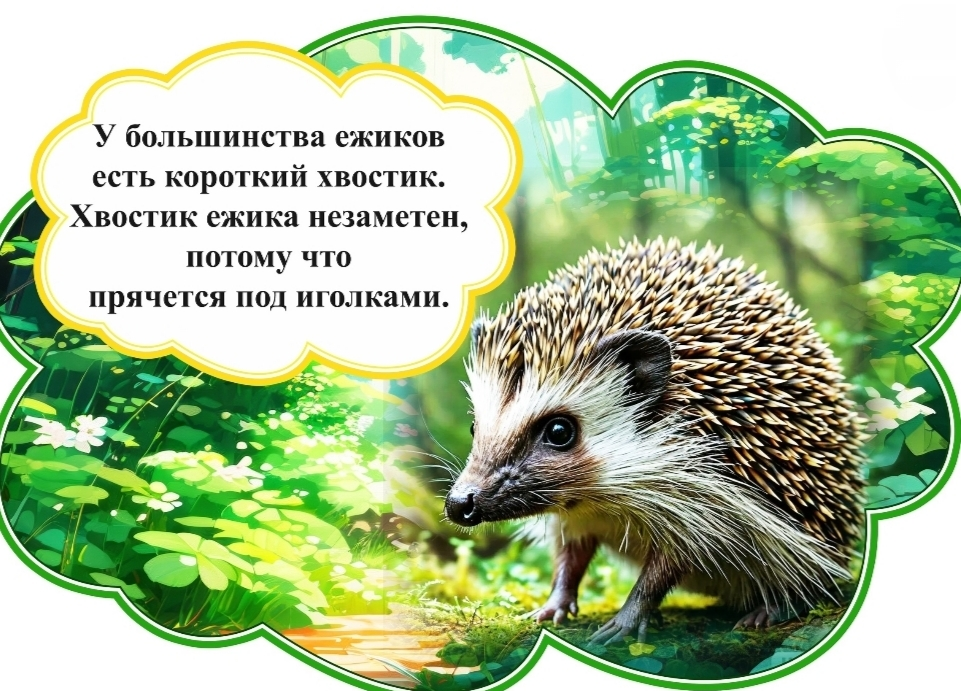 У большинства ежиков
есть короткий хвостик.
Хвостик ежика незаметен,
потому что
прячется под иголками.